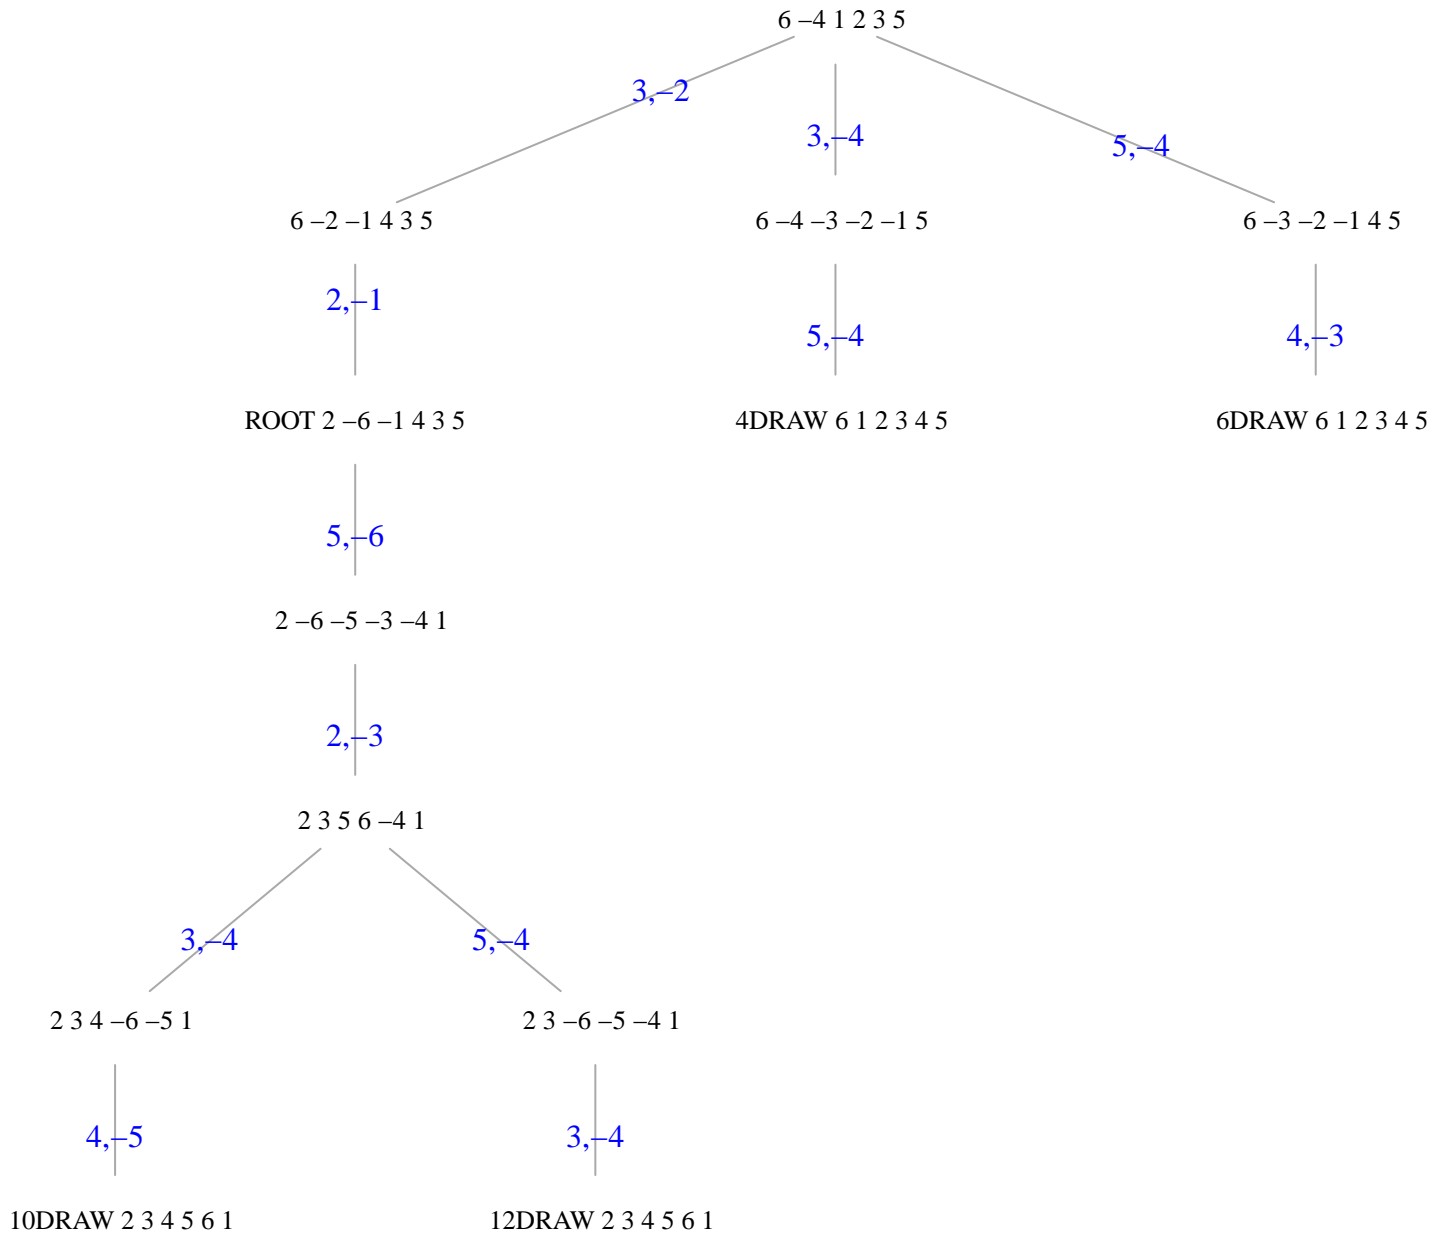 6 –4 1 2 3 5
3,–2
3,–4
5,–4
6 –2 –1 4 3 5
6 –4 –3 –2 –1 5
6 –3 –2 –1 4 5
2,–1
5,–4
4,–3
ROOT 2 –6 –1 4 3 5
4DRAW 6 1 2 3 4 5
6DRAW 6 1 2 3 4 5
5,–6
2 –6 –5 –3 –4 1
2,–3
2 3 5 6 –4 1
3,–4
5,–4
2 3 4 –6 –5 1
2 3 –6 –5 –4 1
4,–5
3,–4
10DRAW 2 3 4 5 6 1
12DRAW 2 3 4 5 6 1